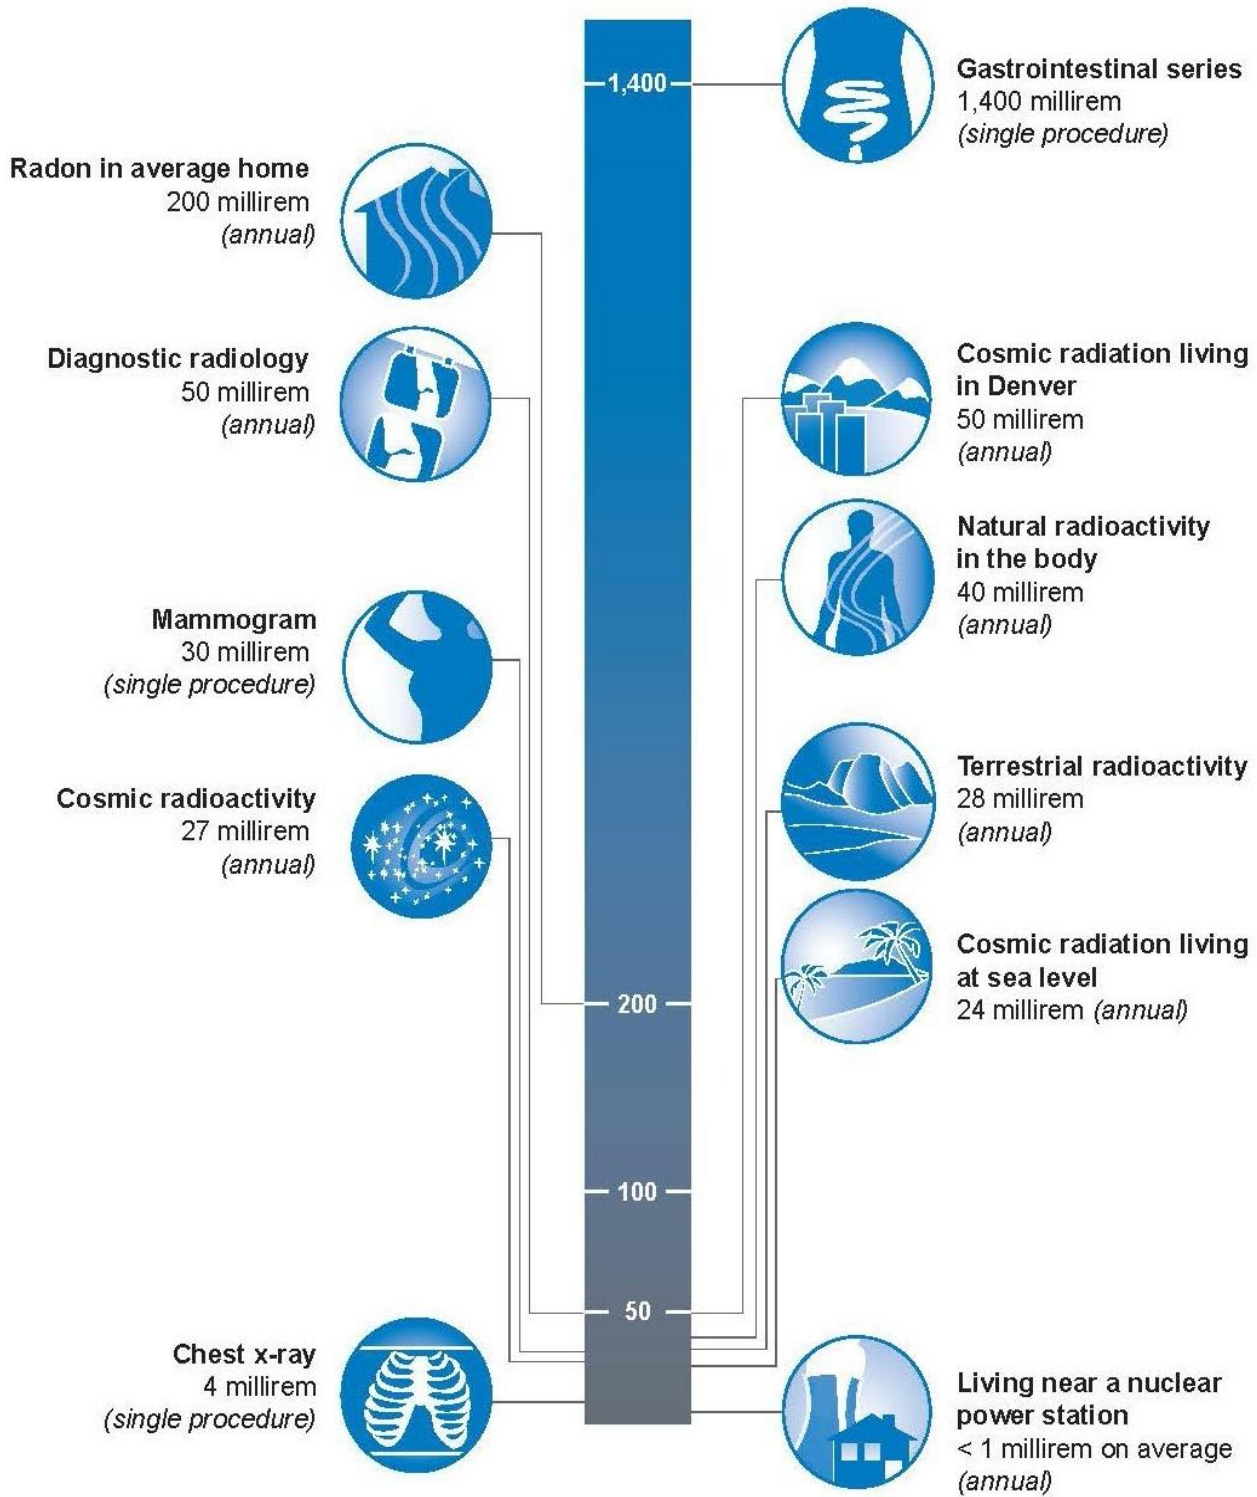 1,400
Gastrointestinal series
1,400 millirem
(single procedure)
Radon in average home
200 millirem
(annual)
Diagnostic radiology
50 millirem
(annual)
Cosmic radiation living
in Denver
50 millirem
(annual)
Natural radioactivity
in the body
40 millirem
(annual)
Mammogram
30 millirem
(single procedure)
Terrestrial radioactivity
28 millirem
(annual)
Cosmic radioactivity
27 millirem
(annual)
Cosmic radiation living
at sea level
24 millirem (annual)
200
100
50
Chest x-ray
4 millirem
(single procedure)
Living near a nuclear
power station
< 1 millirem on average
(annual)